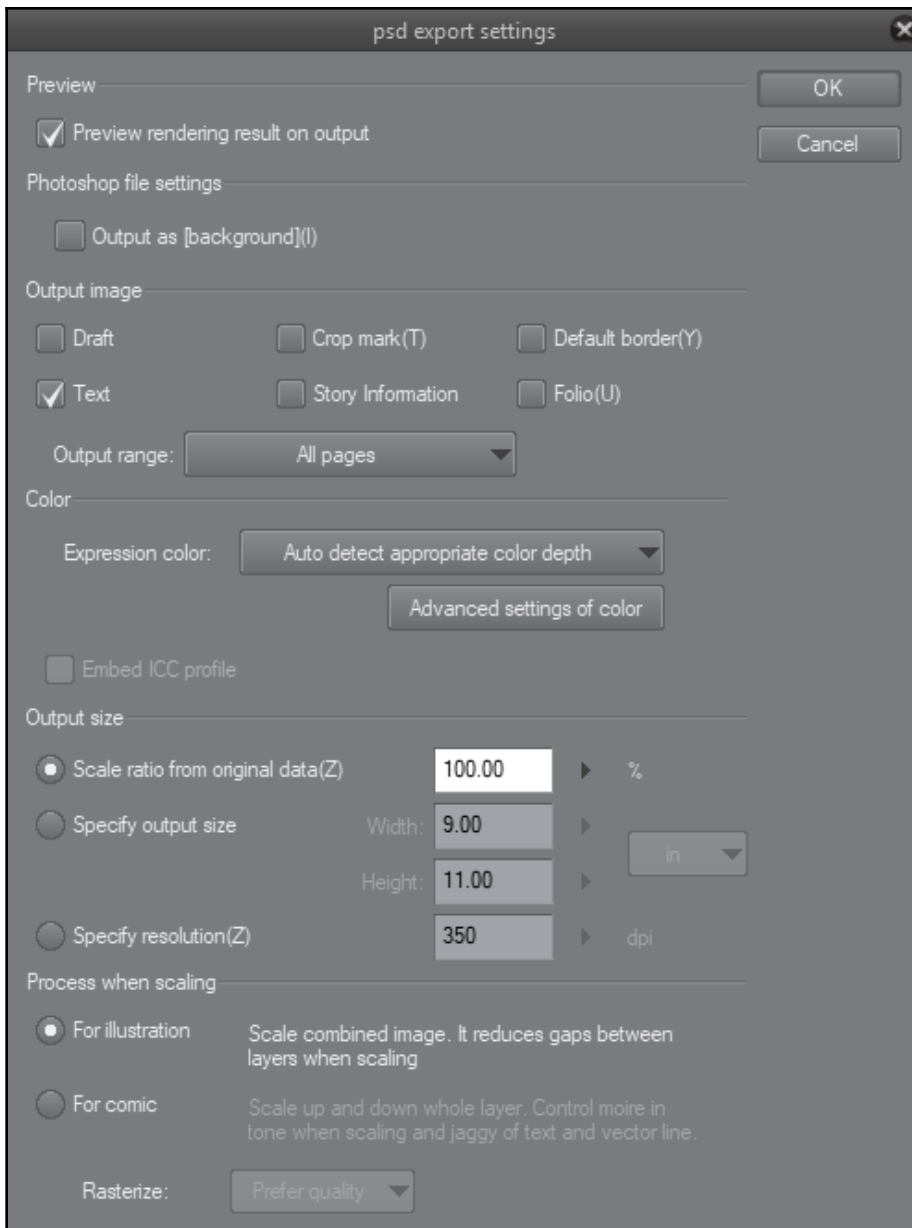 psd export settings
Preview
OK
Preview rendering result on output
Cancel
Photoshop file settings
Output as [background](I)
Output image
Draft
Crop mark(T)
Default border(Y)
Text
Story Information
Folio(U)
Output range:
All pages
Color
Expression color:
Auto detect appropriate color depth
Advanced settings of color
Embed ICC profile
Output size
Scale ratio from original data(Z)
100.00
%
Specify output size
Width:
9.00
in
Height:
11.00
Specify resolution(Z)
350
dpi
Process when scaling
For illustration
Scale combined image. It reduces gaps between
layers when scaling
For comic
Scale up and down whole layer. Control moire in
tone when scaling and jaggy of text and vector line.
Rasterize:
Prefer quality